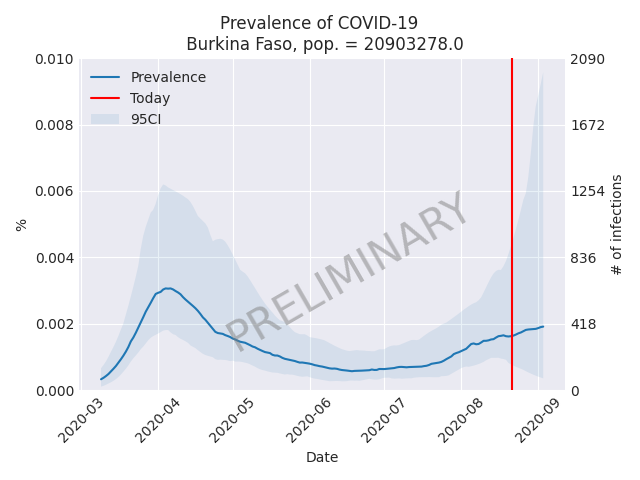 Prevalence of COVID-19
Burkina Faso, pop. = 20903278.0
Prevalence
Today
95CI
0.010
0.008
0.006
0.004
0.002
0.000
%
2090
1672
1254
836
418
0
# of infections
PRELIMINARY
2020-03
2020-04
2020-05
2020-06
2020-07
2020-08
2020-09
Date